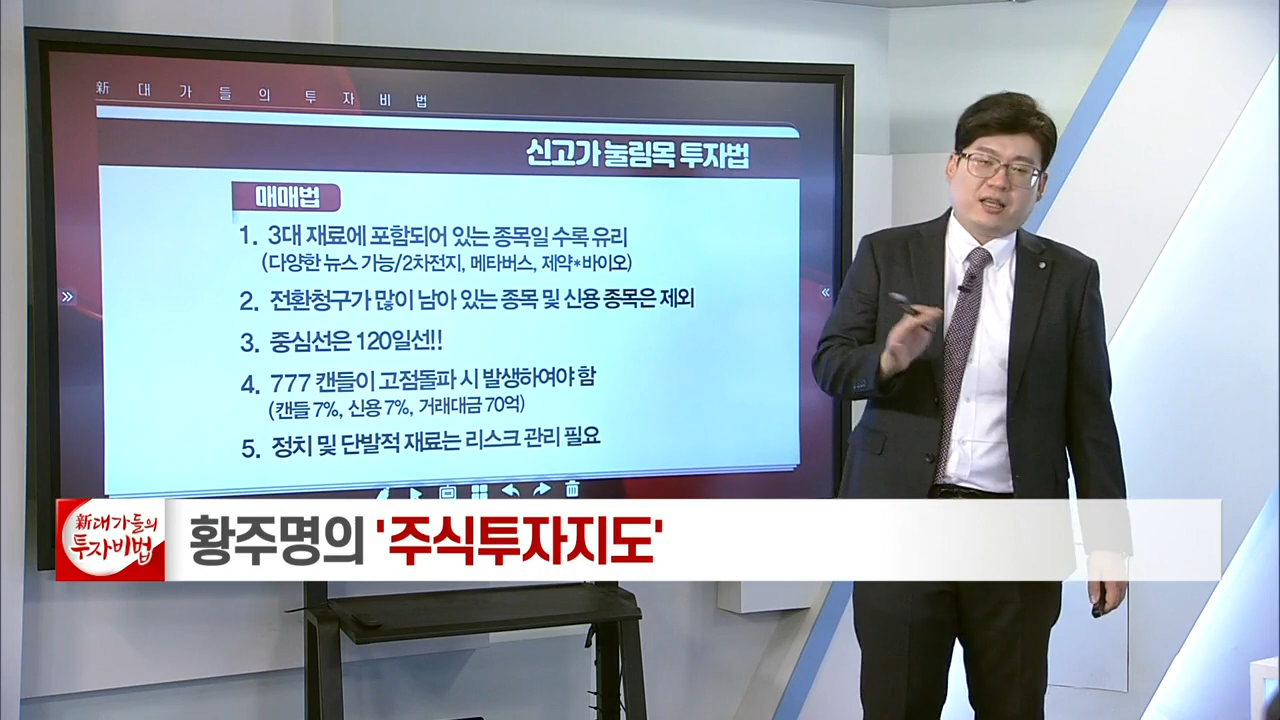 新 대가들의 투자비법
신고가 눌림목 투자법
매매법
1. 3대 재료에 포함되어 있는 종목일 수록 유리
(다양한 뉴스 가능/2차전지, 메타버스, 제약*바이오)
2. 전환청구가 많이 남아 있는 종목 및 신용 종목은 제외
3. 중심선은 120일선!!
4. 777 캔들이 고점돌파 시 발생하여야 함
(캔들 7%, 신용 7%, 거래대금 70억)
5. 정치 및 단발적 재료는 리스크 관리 필요
新대가들의
투자비법
황주명의 '주식투자지도'